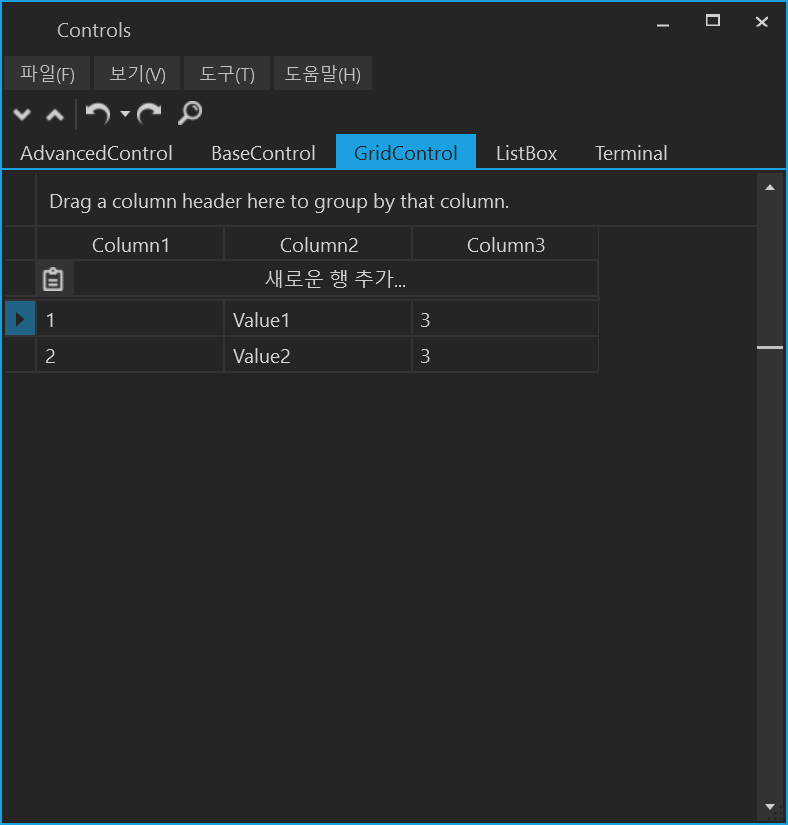 Controls
파일(F) 보기(V) 도구(T) 도움말(H)
AdvancedControl BaseControl GridControl ListBox Terminal
Drag a column header here to group by that column.
Column1 Column2 Column3
새로운 행 추가...
1 Value1 3
2 Value2 3